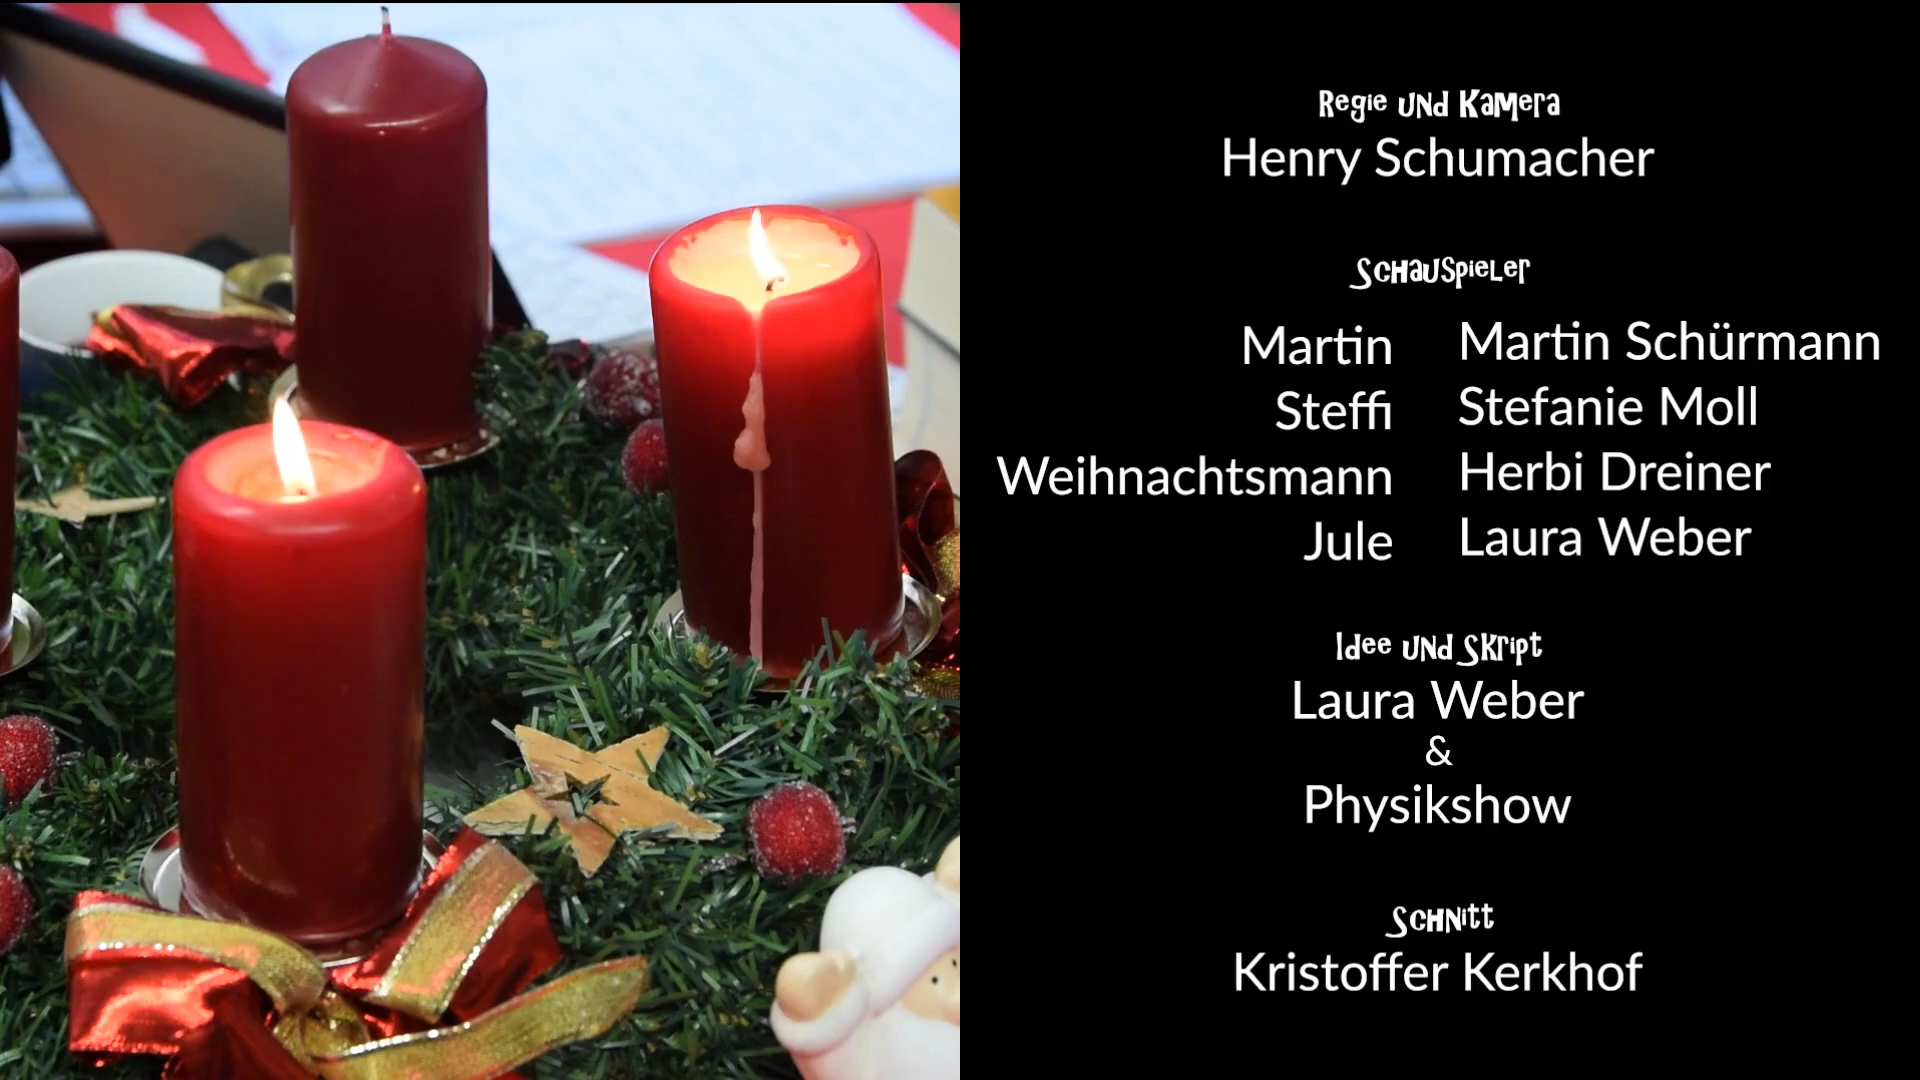 Regie und Kamera
Henry Schumacher
Schauspieler
Martin Martin Schürmann
Steffi Stefanie Moll
Weihnachtsmann Herbi Dreiner
Jule Laura Weber
Idee und Skript
Laura Weber
&
Physikshow
Schnitt
Kristoffer Kerkhof